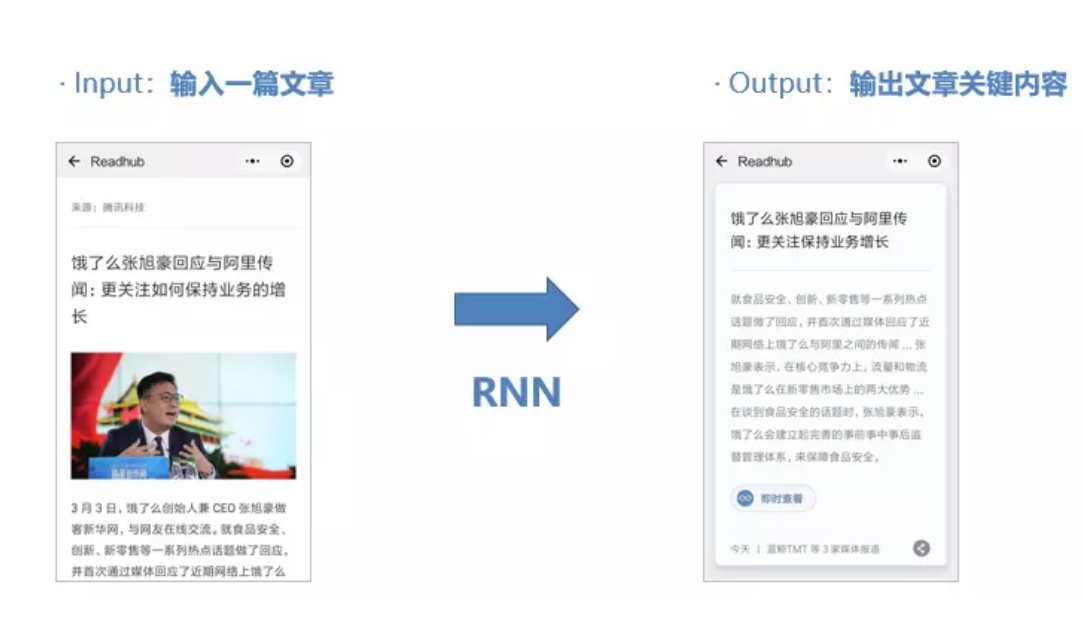 · Input：输入一篇文章
· Output：输出文章关键内容
Readhub
来源：腾讯科技
饿了么张旭豪回应与阿里传
闻：更关注如何保持业务的增
长
3 月 3 日，饿了么创始人兼 CEO 张旭豪做
客新华网，与网友在线交流。就食品安全、
创新、新零售等一系列热点话题做了回应，
并首次通过媒体回应了近期网络上饿了么
RNN
Readhub
饿了么张旭豪回应与阿里传
闻：更关注保持业务增长
就食品安全、创新、新零售等一系列热点
话题做了回应，并首次通过媒体回应了近
期网络上饿了么与阿里之间的传闻 ... 张
旭豪表示，在核心竞争力上，流量和物流
是饿了么在新零售市场上的两大优势 ...
在谈到食品安全的话题时，张旭豪表示。
饿了么会建立起完善的事前事中事后监
督管理体系，来保障食品安全。
即时查看
今天 | 蓝鲸TMT 等 3 家媒体报道